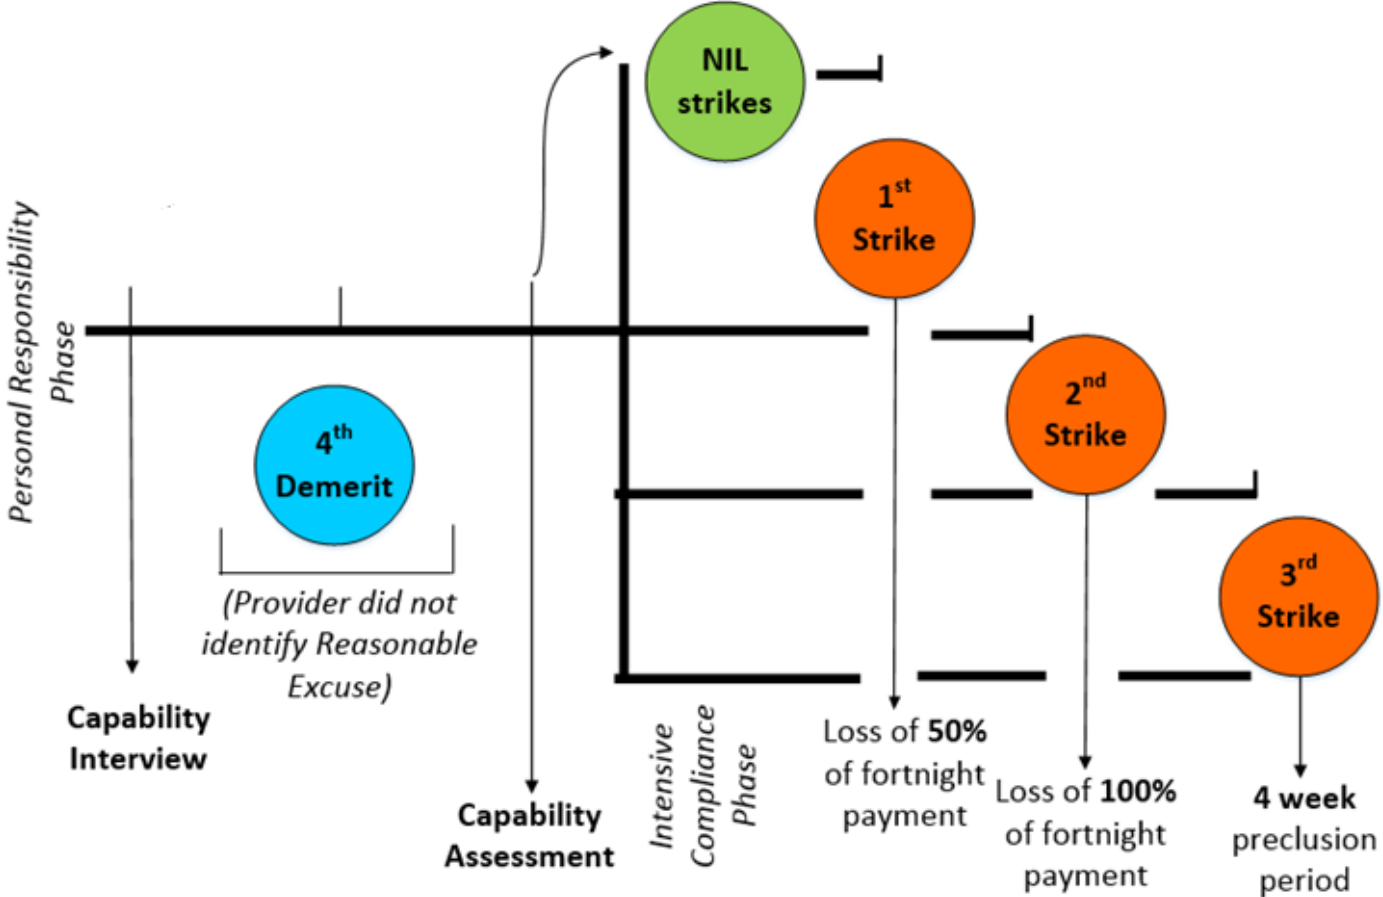 NIL
strikes
1st
Strike
Personal Responsibility
Phase
2nd
Strike
4th
Demerit
3rd
Strike
(Provider did not
identify Reasonable
Excuse)
Capability
Interview
Capability
Assessment
Intensive
Compliance
Phase
Loss of 50%
of fortnight
payment
Loss of 100%
of fortnight
payment
4 week
preclusion
period